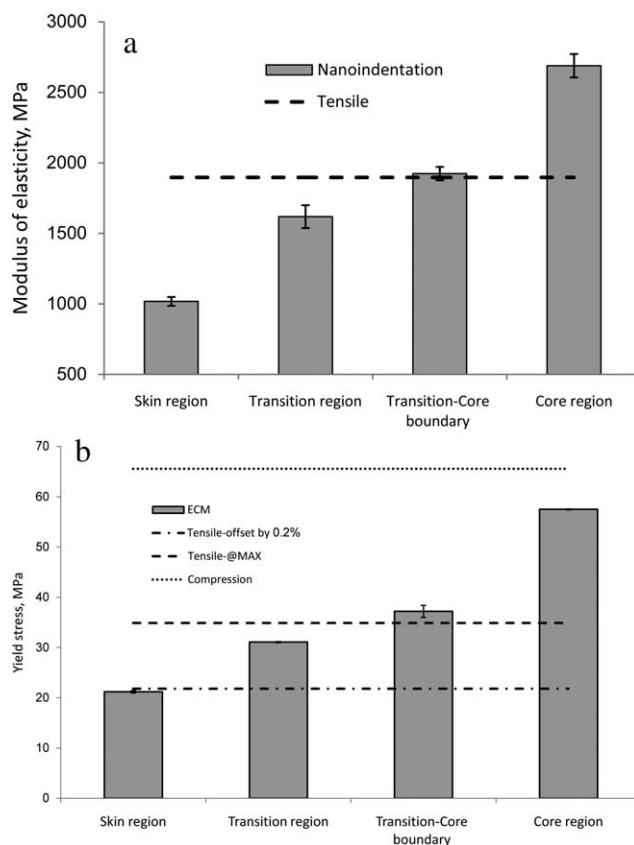 a
Modulus of elasticity, MPa
3000
2500
2000
1500
1000
500
Nanoindentation
Tensile
Skin region
Transition region
Transition-Core
boundary
Core region
b
Yield stress, MPa
70
60
50
40
30
20
10
0
ECM
Tensile-offset by 0.2%
Tensile-@MAX
Compression
Skin region
Transition region
Transition-Core
boundary
Core region